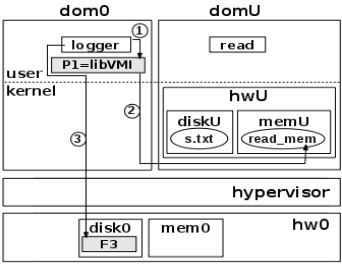 dom0 domU
logger ① read
P1=libVMI
user
kernel
hwU
② diskU memU
③ s.txt read_mem
hypervisor
hw0
disk0 mem0
F3